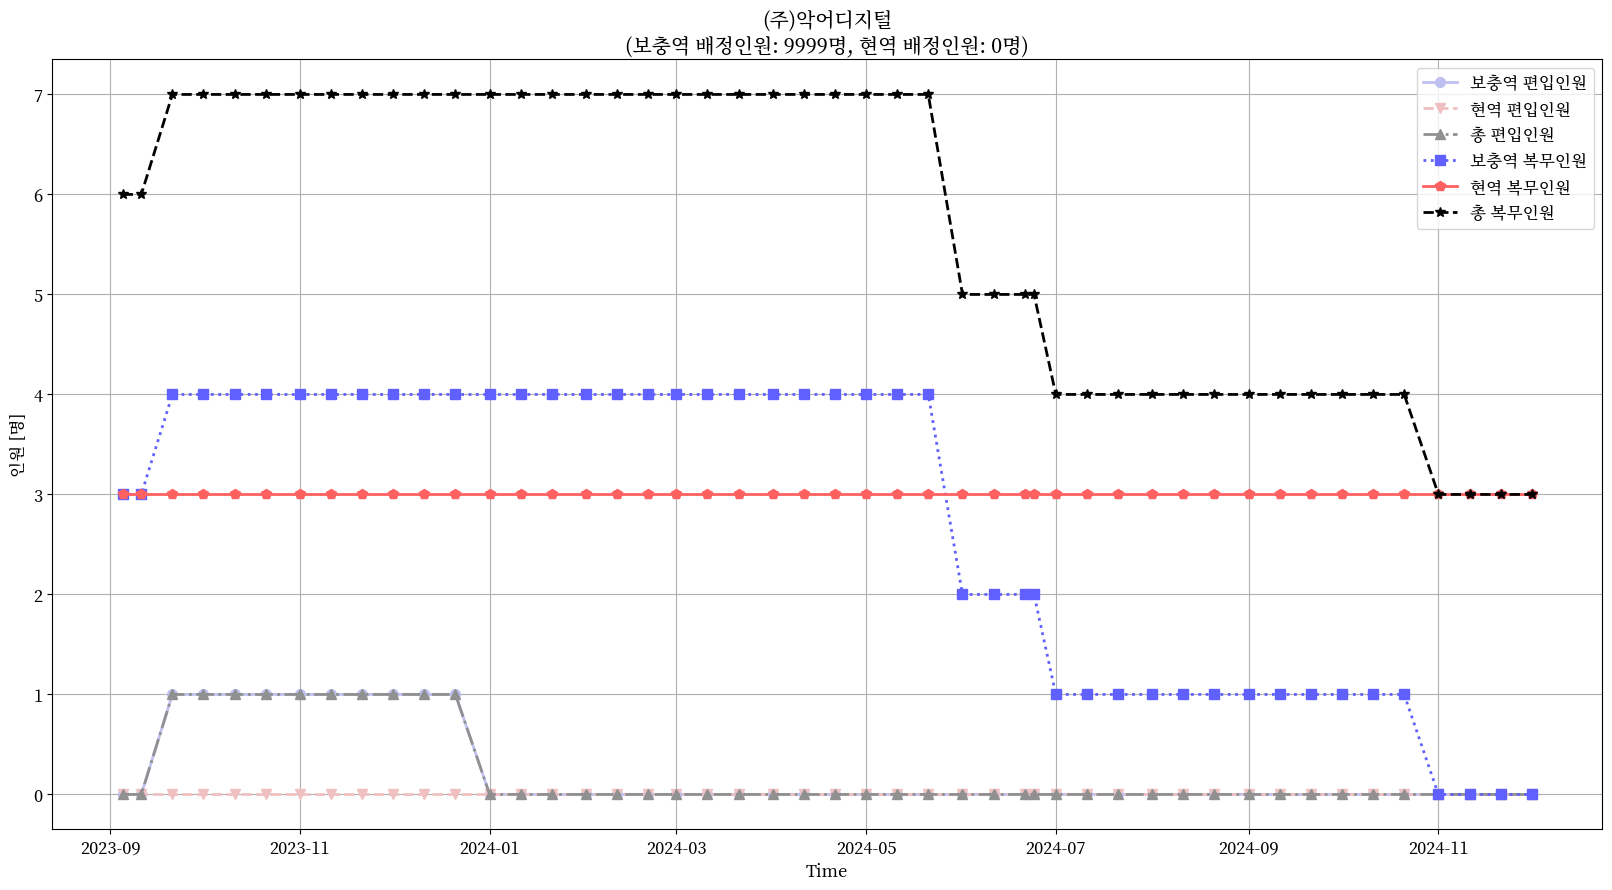 (주)악어디지털
(보충역 배정인원: 9999명, 현역 배정인원: 0명)
보충역 편입인원
현역 편입인원
총 편입인원
보충역 복무인원
현역 복무인원
총 복무인원
인원 [명]
7
6
5
4
3
2
1
0
2023-09 2023-11 2024-01 2024-03 2024-05 2024-07 2024-09 2024-11
Time